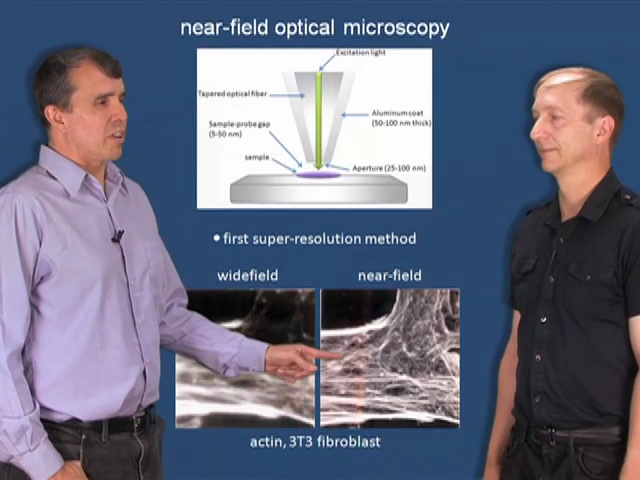 near-field optical microscopy
Excitation light
Tapered optical fiber
Aluminum coat
(50-100 nm thick)
Sample-probe gap
(5-50 nm)
sample
Aperture (25-100 nm)
• first super-resolution method
widefield near-field
actin, 3T3 fibroblast